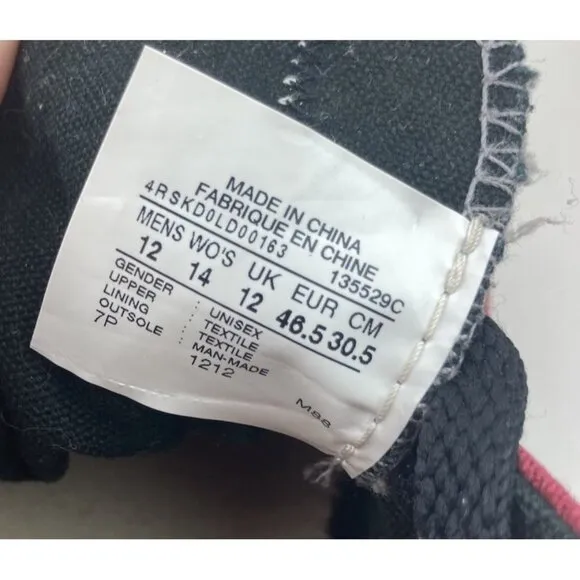 MADE IN CHINA
FABRIQUE EN CHINE
4RSKD0LD00163 135529C
MENS WO'S UK EUR CM
12 14 12 46.5 30.5
GENDER : UNISEX
UPPER : TEXTILE
LINING : TEXTILE
OUTSOLE : MAN-MADE
7P 1212
M88